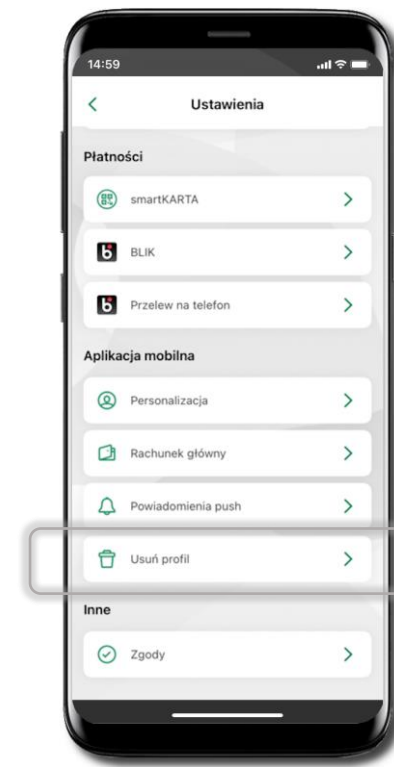 14:59
Ustawienia
Płatności
smartKARTA
BLIK
Przelew na telefon
Aplikacja mobilna
Personalizacja
Rachunek główny
Powiadomienia push
Usuń profil
Inne
Zgody